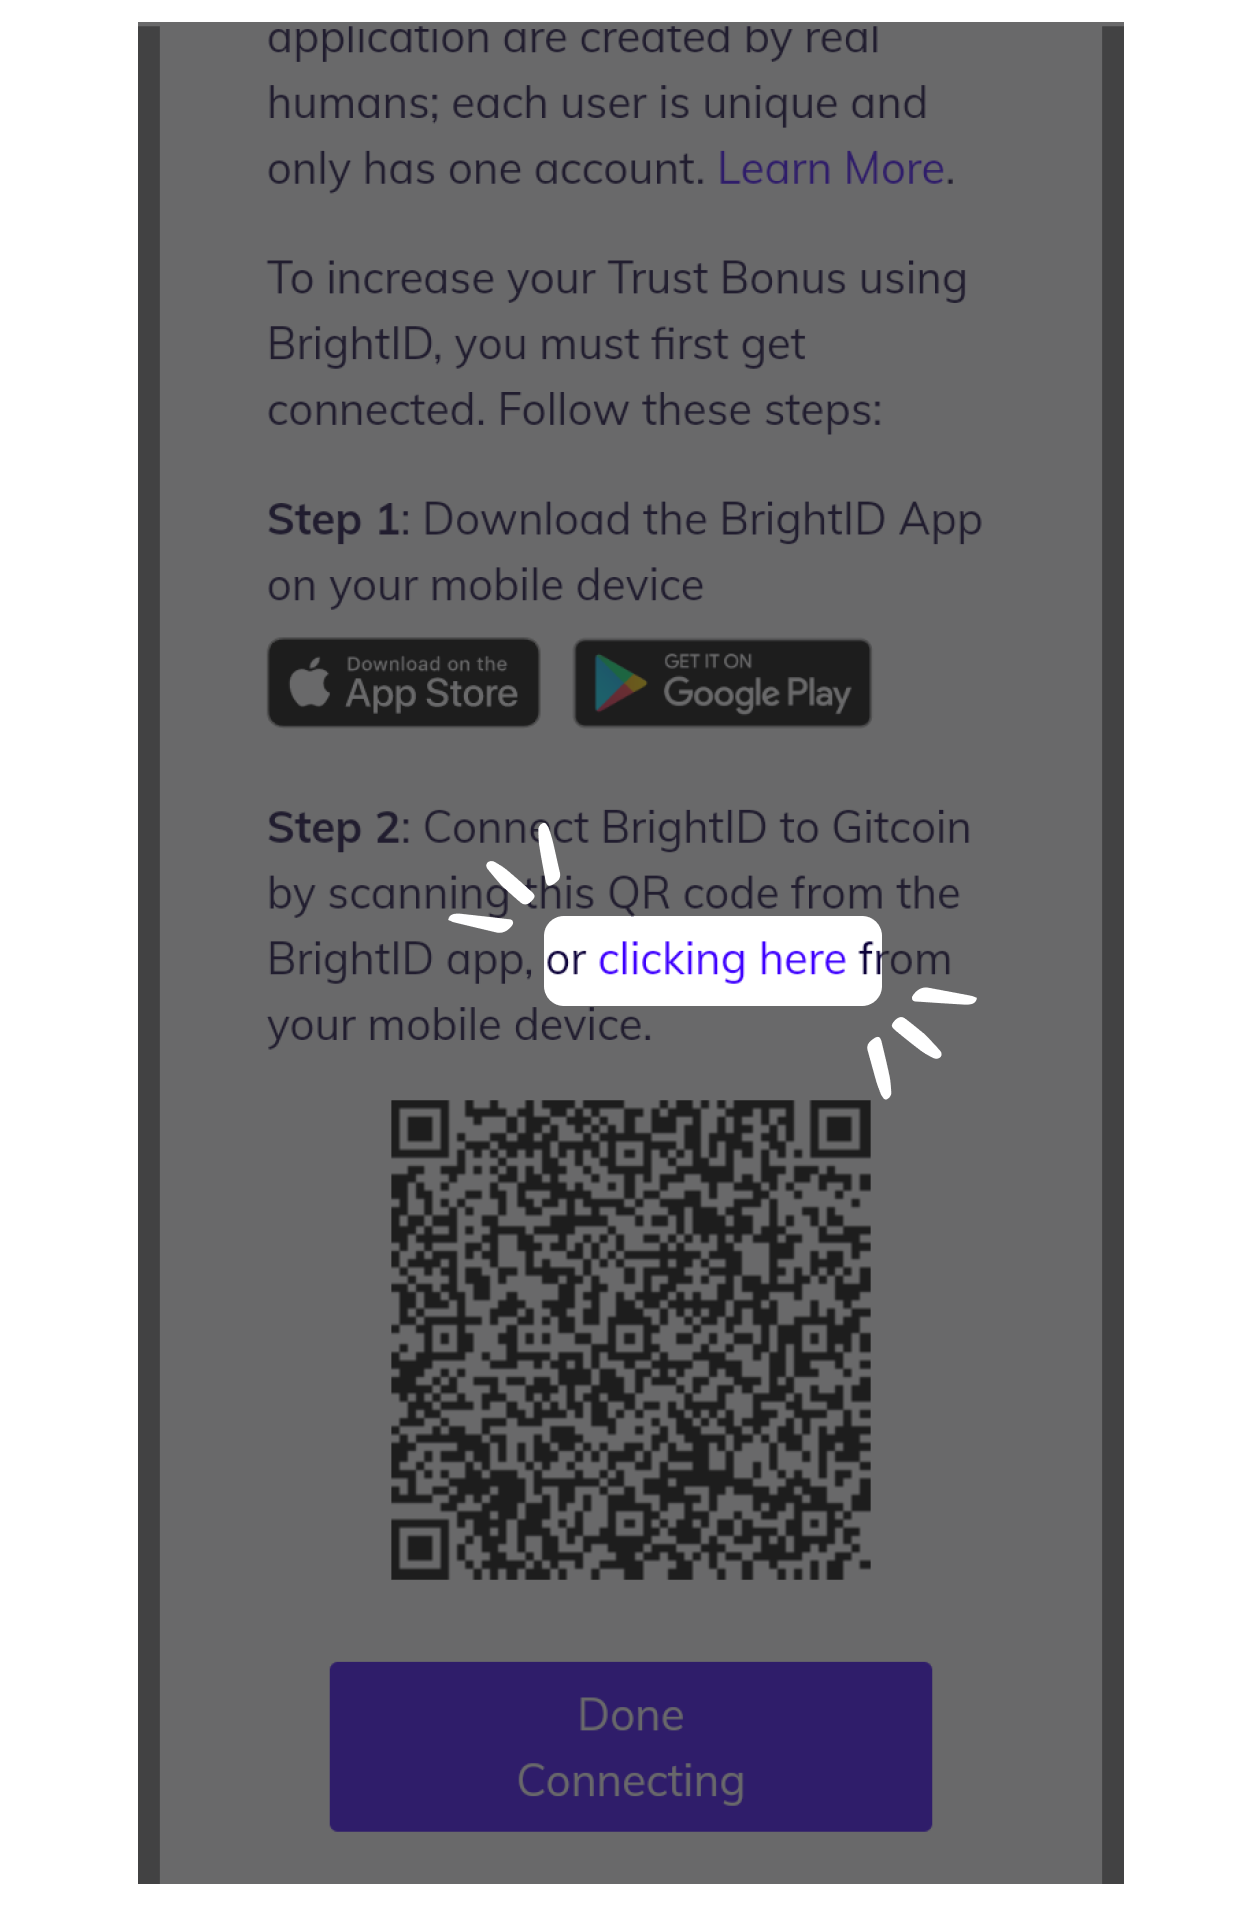 application are created by real
humans; each user is unique and
only has one account. Learn More.
To increase your Trust Bonus using
BrightID, you must first get
connected. Follow these steps:
Step 1: Download the BrightID App
on your mobile device
Download on the
App Store
GET IT ON
Google Play
Step 2: Connect BrightID to Gitcoin
by scanning this QR code from the
BrightID app, or clicking here from
your mobile device.
Done
Connecting